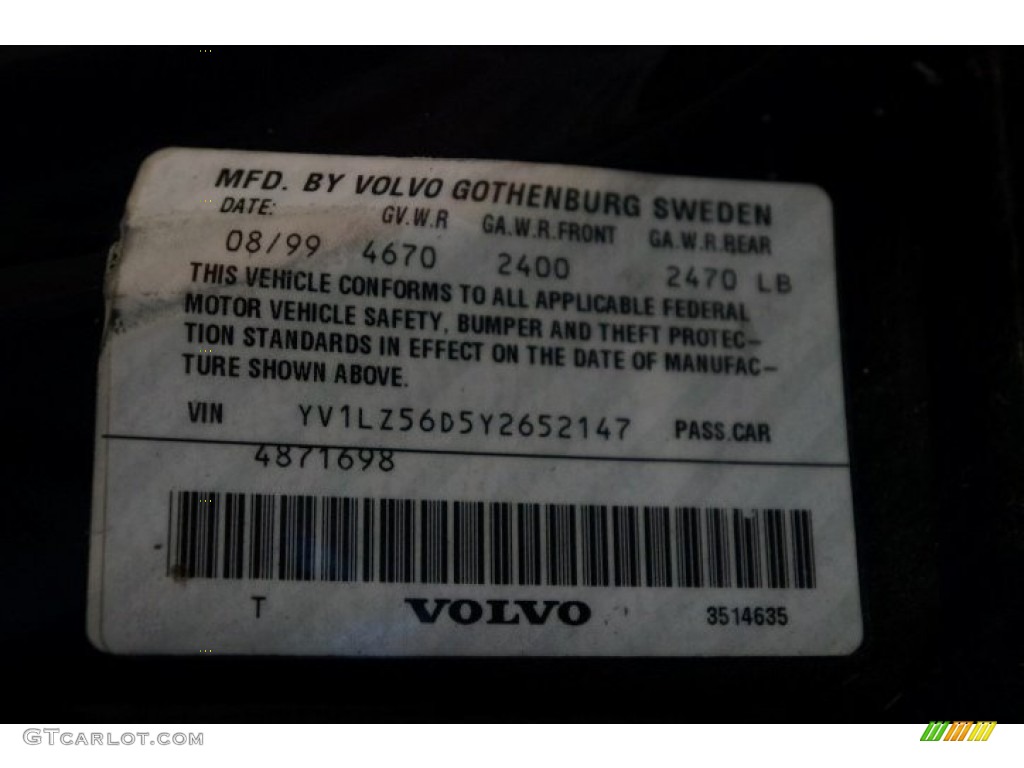 MFD. BY VOLVO GOTHENBURG SWEDEN
DATE: GV.W.R GA.W.R.FRONT GA.W.R.REAR
08/99 4670 2400 2470 LB
THIS VEHICLE CONFORMS TO ALL APPLICABLE FEDERAL
MOTOR VEHICLE SAFETY, BUMPER AND THEFT PROTEC-
TION STANDARDS IN EFFECT ON THE DATE OF MANUFAC-
TURE SHOWN ABOVE.
VIN YV1LZ56D5Y2652147 PASS.CAR
4871698
T VOLVO 3514635
GTCARLOT.COM